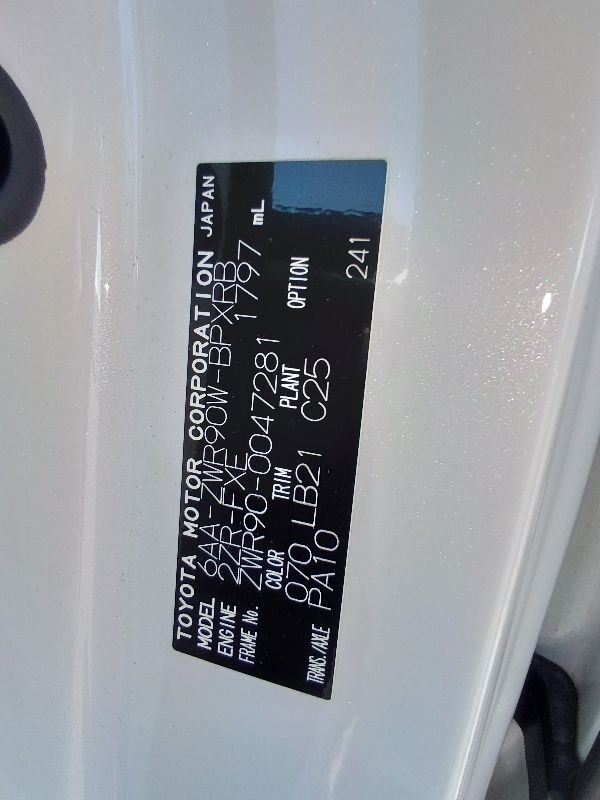 TOYOTA MOTOR CORPORATION JAPAN
MODEL 6AA-ZWR90W-BPXRB
ENGINE 2ZR-FXE 1797 mL
FRAME No. ZWR90-0047281
COLOR TRIM PLANT OPTION
070 LB21 C25
TRANS./AXLE PA10 241